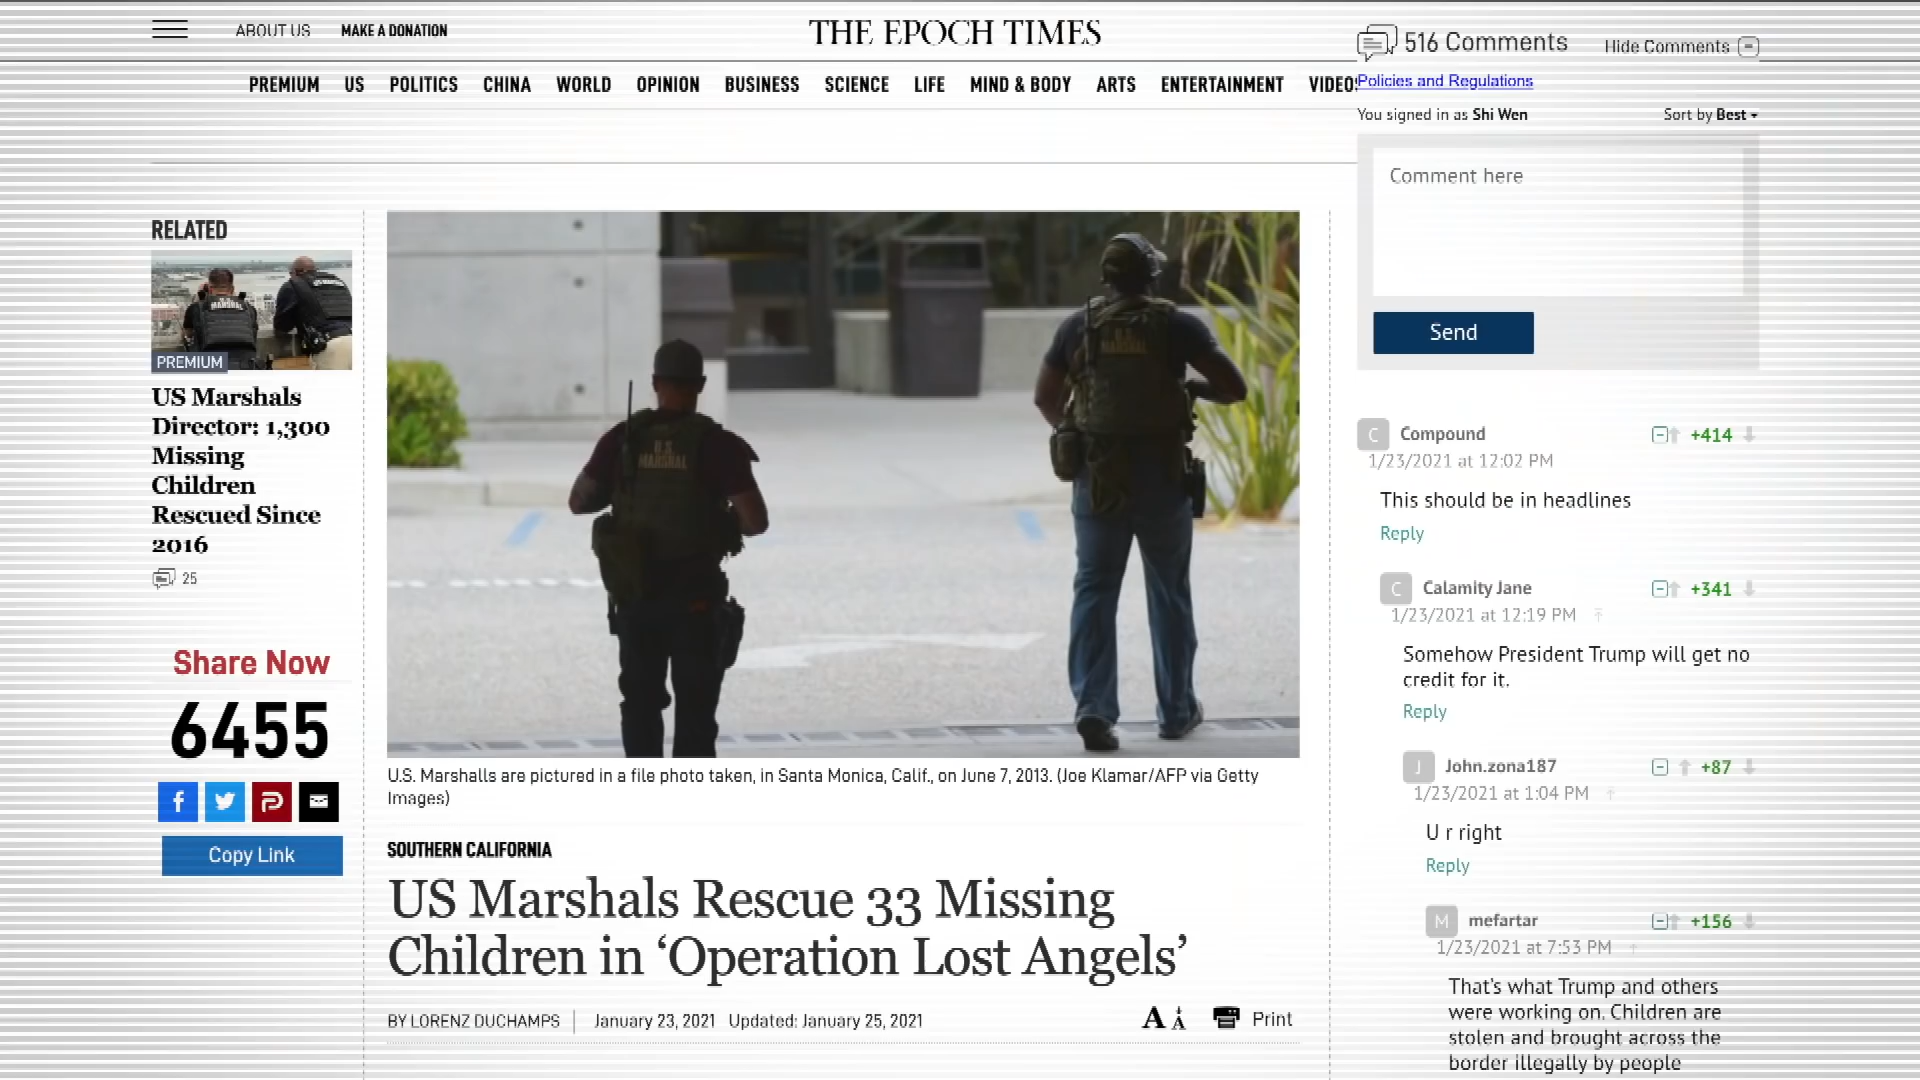 ABOUT US MAKE A DONATION
THE EPOCH TIMES
516 Comments Hide Comments
PREMIUM US POLITICS CHINA WORLD OPINION BUSINESS SCIENCE LIFE MIND & BODY ARTS ENTERTAINMENT VIDEOS
Policies and Regulations
You signed in as Shi Wen Sort by Best
Comment here
Send
RELATED
U.S. MARSHAL
PREMIUM
US Marshals
Director: 1,300
Missing
Children
Rescued Since
2016
25
Share Now
6455
Copy Link
U.S. MARSHAL
U.S. MARSHAL
U.S. Marshalls are pictured in a file photo taken, in Santa Monica, Calif., on June 7, 2013. (Joe Klamar/AFP via Getty
Images)
SOUTHERN CALIFORNIA
US Marshals Rescue 33 Missing
Children in ‘Operation Lost Angels’
BY LORENZ DUCHAMPS January 23, 2021 Updated: January 25, 2021
A A Print
C Compound +414
1/23/2021 at 12:02 PM
This should be in headlines
Reply
C Calamity Jane +341
1/23/2021 at 12:19 PM
Somehow President Trump will get no
credit for it.
Reply
J John.zona187 +87
1/23/2021 at 1:04 PM
U r right
Reply
M mefartar +156
1/23/2021 at 7:53 PM
That's what Trump and others
were working on. Children are
stolen and brought across the
border illegally by people